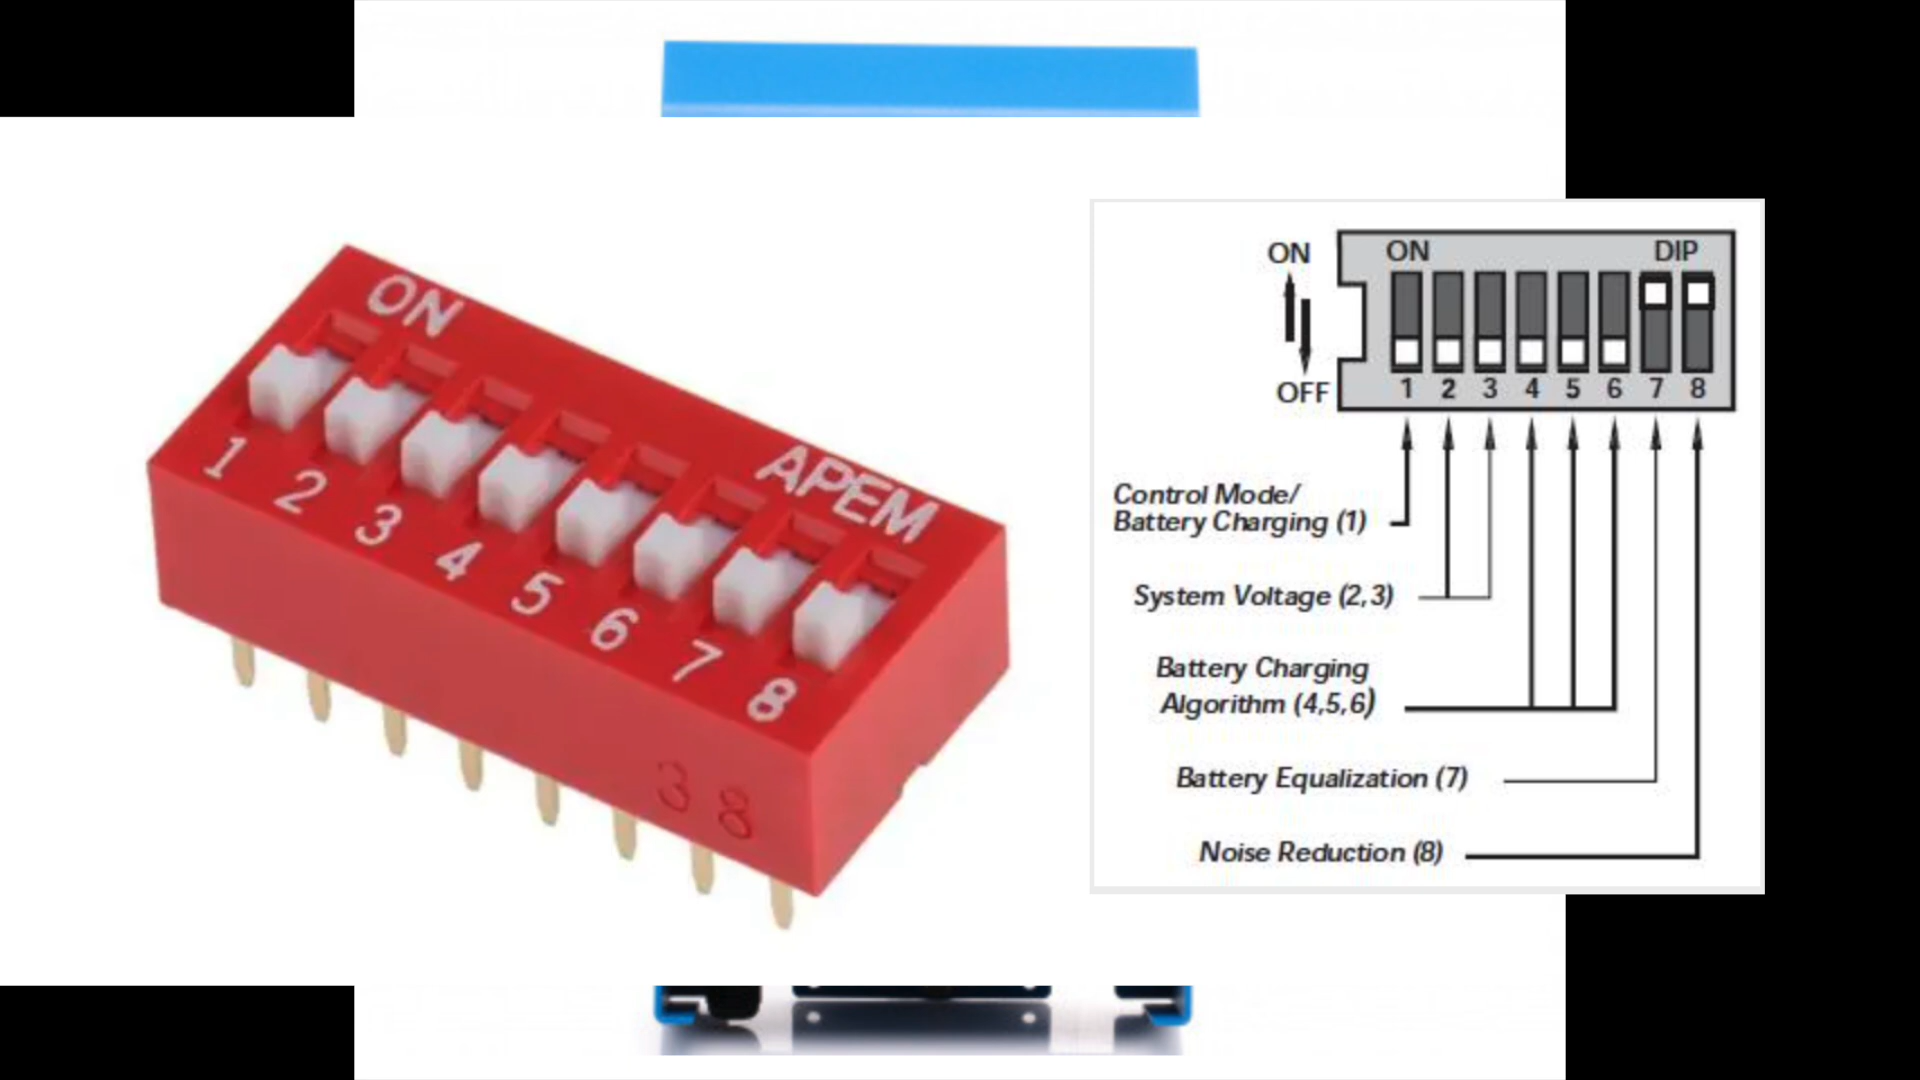 ON
APEM
1 2 3 4 5 6 7 8
3 8
ON
OFF
ON DIP
1 2 3 4 5 6 7 8
Control Mode/
Battery Charging (1)
System Voltage (2,3)
Battery Charging
Algorithm (4,5,6)
Battery Equalization (7)
Noise Reduction (8)